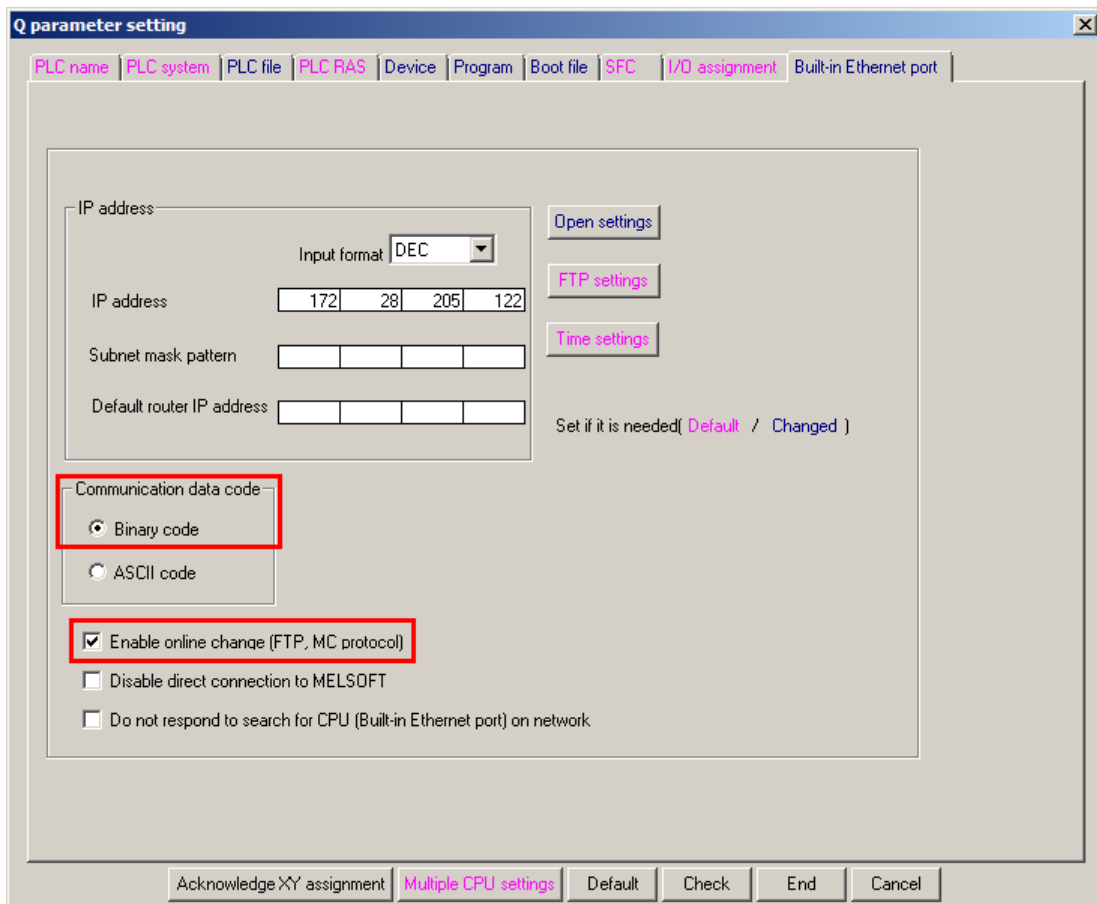 Q parameter setting
PLC name PLC system PLC file PLC RAS Device Program Boot file SFC I/O assignment Built-in Ethernet port
IP address
Input format DEC
IP address 172 28 205 122
Subnet mask pattern
Default router IP address
Open settings
FTP settings
Time settings
Set if it is needed( Default / Changed )
Communication data code
Binary code
ASCII code
Enable online change (FTP, MC protocol)
Disable direct connection to MELSOFT
Do not respond to search for CPU (Built-in Ethernet port) on network
Acknowledge XY assignment Multiple CPU settings Default Check End Cancel